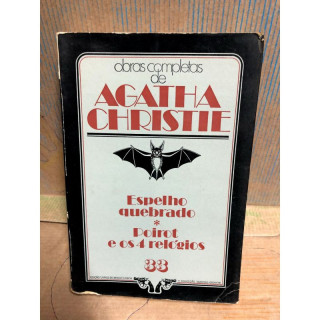 obras completas
de
AGATHA
CHRISTIE
Espelho
quebrado
*
Poirot
e os 4 relógios
33